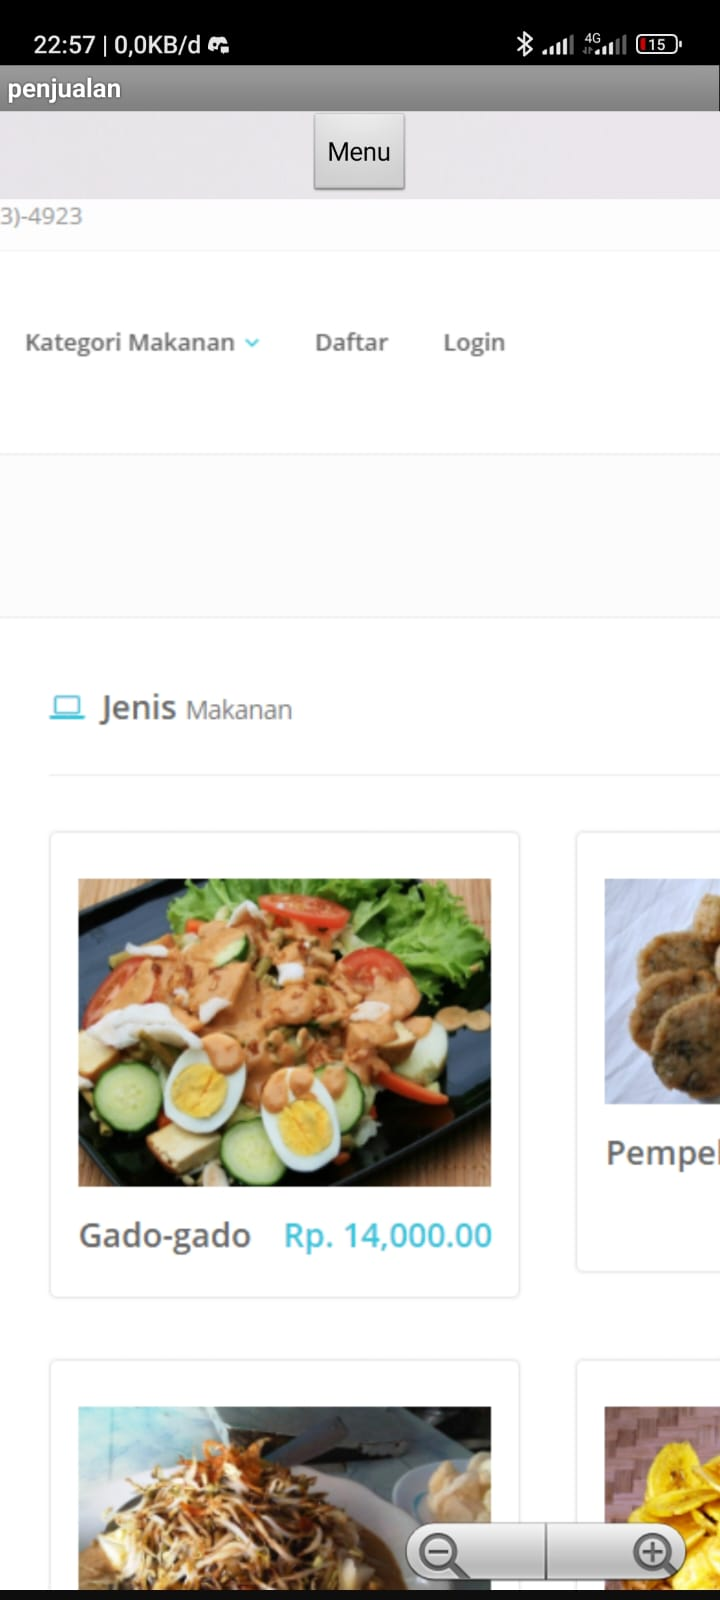 22:57 | 0,0KB/d 4G 15
penjualan
Menu
3)-4923
Kategori Makanan Daftar Login
Jenis Makanan
Gado-gado Rp. 14,000.00